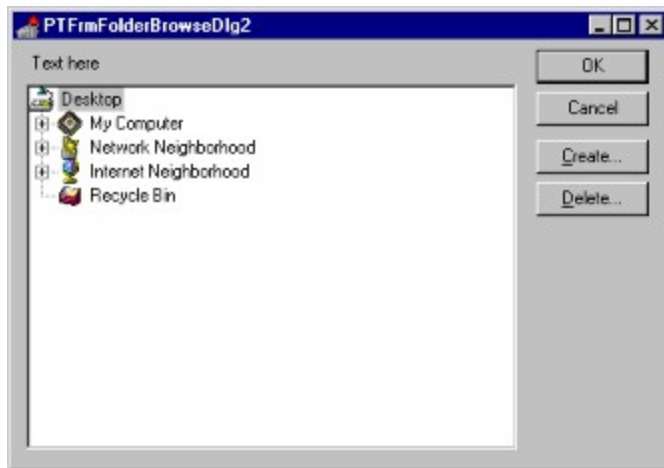 PTFrmFolderBrowseDlg2
Text here
OK
Desktop
Cancel
My Computer
Network Neighborhood
Create...
Internet Neighborhood
Delete...
Recycle Bin